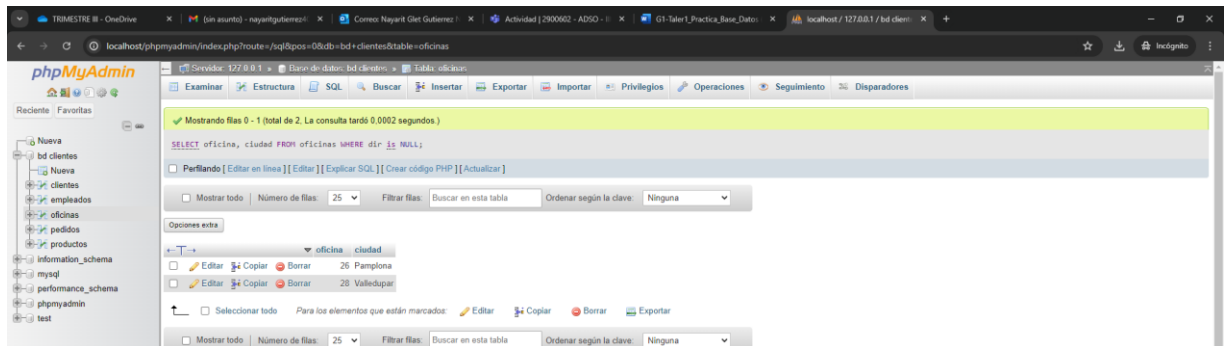 TRIMESTRE III - OneDrive
(sin asunto) - nayaritgutierrez4
Correo: Nayarit Glet Gutierrez
Actividad | 2900602 - ADSO -
G1-Taler1_Practica_Base_Datos
localhost / 127.0.0.1 / bd client
localhost/phpmyadmin/index.php?route=/sql&pos=0&db=bd+clientes&table=oficinas
Incógnito
phpMyAdmin
Reciente Favoritas
Nueva
bd clientes
Nueva
clientes
empleados
oficinas
pedidos
productos
information_schema
mysql
performance_schema
phpmyadmin
test
Servidor: 127.0.0.1 » Base de datos: bd clientes » Tabla: oficinas
Examinar Estructura SQL Buscar Insertar Exportar Importar Privilegios Operaciones Seguimiento Disparadores
Mostrando filas 0 - 1 (total de 2, La consulta tardó 0,0002 segundos.)
SELECT oficina, ciudad FROM oficinas WHERE dir is NULL;
Perfilando [ Editar en línea ] [ Editar ] [ Explicar SQL ] [ Crear código PHP ] [ Actualizar ]
Mostrar todo | Número de filas: 25 Filtrar filas: Buscar en esta tabla Ordenar según la clave: Ninguna
Opciones extra
oficina ciudad
Editar Copiar Borrar 26 Pamplona
Editar Copiar Borrar 28 Valledupar
Seleccionar todo Para los elementos que están marcados: Editar Copiar Borrar Exportar
Mostrar todo | Número de filas: 25 Filtrar filas: Buscar en esta tabla Ordenar según la clave: Ninguna